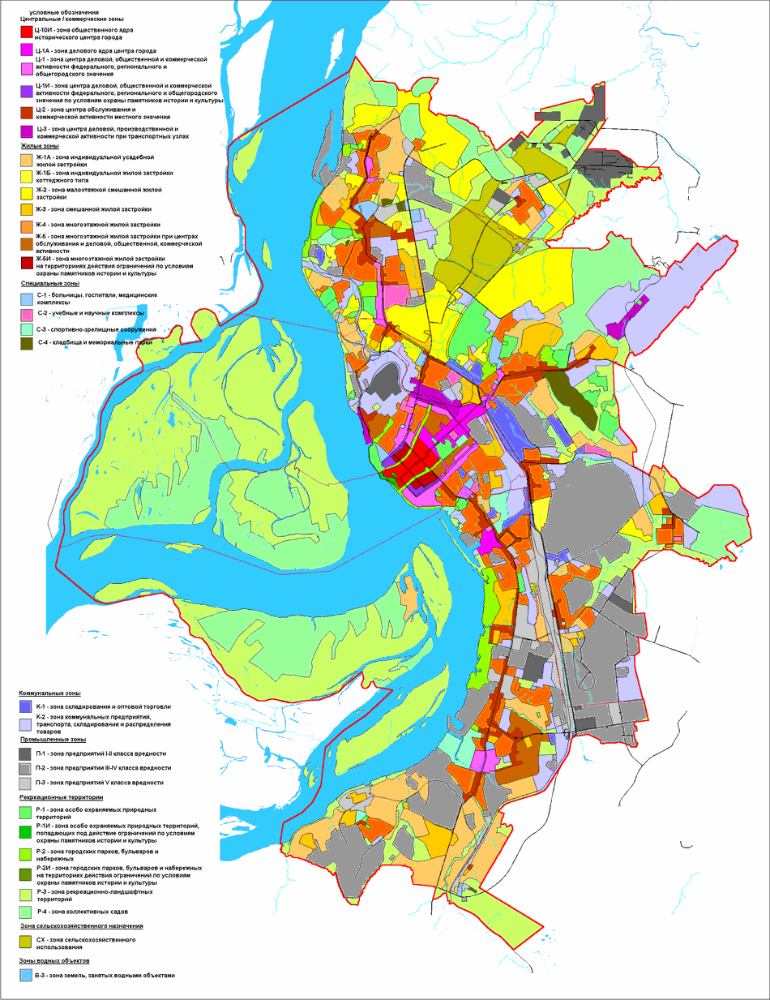 условные обозначения
Центральные / коммерческие зоны
Ц-10И - зона общественного ядра
исторического центра города
Ц-1А - зона делового ядра центра города
Ц-1 - зона центра деловой, общественной и коммерческой
активности федерального, регионального и
общегородского значения
Ц-1И - зона центра деловой, общественной и коммерческой
активности федерального, регионального и общегородского
значения по условиям охраны памятников истории и культуры
Ц-2 - зона центра обслуживания и
коммерческой активности местного значения
Ц-3 - зона центра деловой, производственной и
коммерческой активности при транспортных узлах
Жилые зоны
Ж-1А - зона индивидуальной усадебной
жилой застройки
Ж-1Б - зона индивидуальной жилой застройки
коттеджного типа
Ж-2 - зона малоэтажной смешанной жилой
застройки
Ж-3 - зона смешанной жилой застройки
Ж-4 - зона многоэтажной жилой застройки
Ж-5 - зона многоэтажной жилой застройки при центрах
обслуживания и деловой, общественной, коммерческой
активности
Ж-5И - зона многоэтажной жилой застройки
на территориях действия ограничений по условиям
охраны памятников истории и культуры
Специальные зоны
С-1 - больницы, госпитали, медицинские
комплексы
С-2 - учебные и научные комплексы
С-3 - спортивно-зрелищные сооружения
С-4 - кладбища и мемориальные парки
Коммунальные зоны
К-1 - зона складирования и оптовой торговли
К-2 - зона коммунальных предприятий,
транспорта, складирования и распределения
товаров
Промышленные зоны
П-1 - зона предприятий I-II класса вредности
П-2 - зона предприятий III-IV класса вредности
П-3 - зона предприятий V класса вредности
Рекреационные территории
Р-1 - зона особо охраняемых природных
территорий
Р-1И - зона особо охраняемых природных территорий,
попадающих под действие ограничений по условиям
охраны памятников истории и культуры
Р-2 - зона городских парков, бульваров и
набережных
Р-2И - зона городских парков, бульваров и набережных
на территориях действия ограничений по условиям
охраны памятников истории и культуры
Р-3 - зона рекреационно-ландшафтных
территорий
Р-4 - зона коллективных садов
Зона сельскохозяйственного назначения
СХ - зона сельскохозяйственного
использования
Зоны водных объектов
В-3 - зона земель, занятых водными объектами